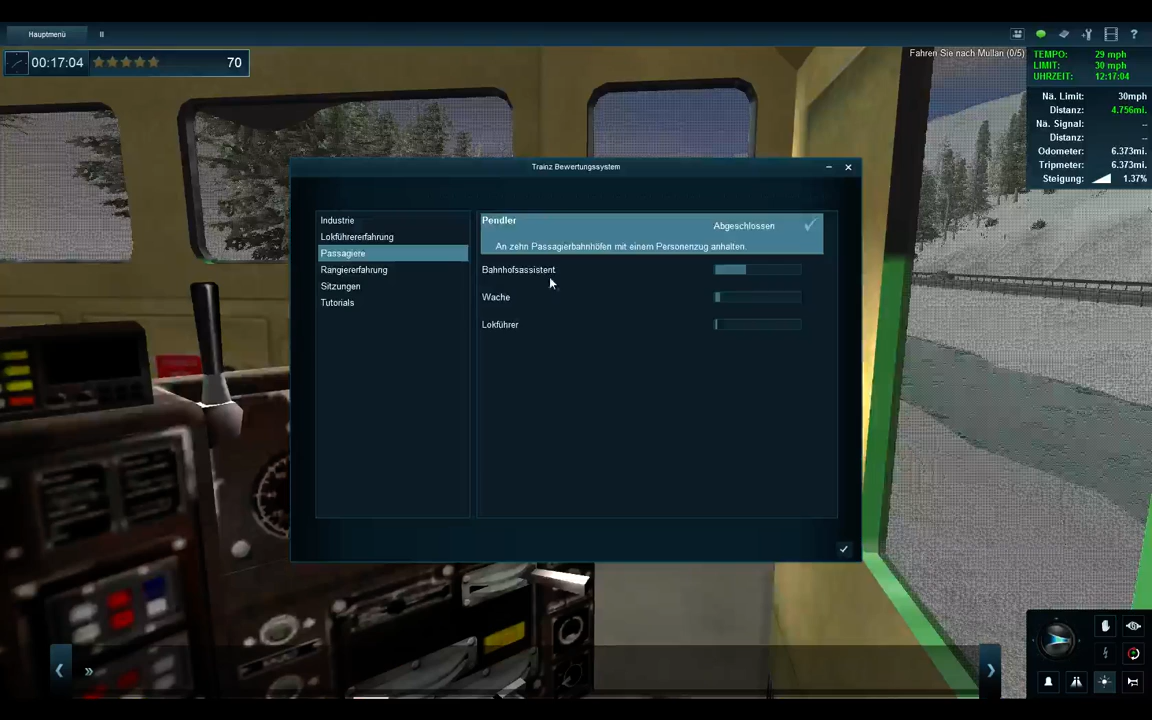 Hauptmenü
00:17:04
70
Fahren Sie nach Mullan (0/5)
TEMPO: 29 mph
LIMIT: 30 mph
UHRZEIT: 12:17:04
Nä. Limit: 30mph
Distanz: 4.756mi.
Nä. Signal: --
Distanz: --
Odometer: 6.373mi.
Tripmeter: 6.373mi.
Steigung: 1.37%
Trainz Bewertungssystem
Industrie
Lokführererfahrung
Passagiere
Rangiererfahrung
Sitzungen
Tutorials
Pendler
Abgeschlossen
An zehn Passagierbahnhöfen mit einem Personenzug anhalten.
Bahnhofsassistent
Wache
Lokführer